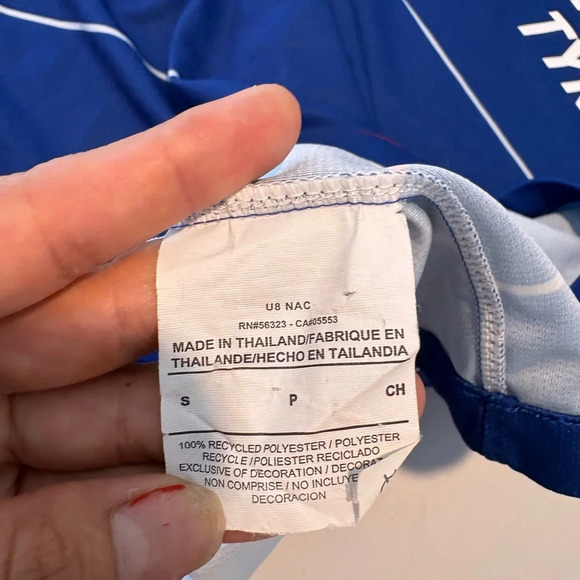 U8 NAC
RN#56323 - CA#05553
MADE IN THAILAND/FABRIQUE EN
THAILANDE/HECHO EN TAILANDIA
S P CH
100% RECYCLED POLYESTER / POLYESTER
RECYCLE / POLIESTER RECICLADO
EXCLUSIVE OF DECORATION / DECORAT
NON COMPRISE / NO INCLUYE
DECORACION